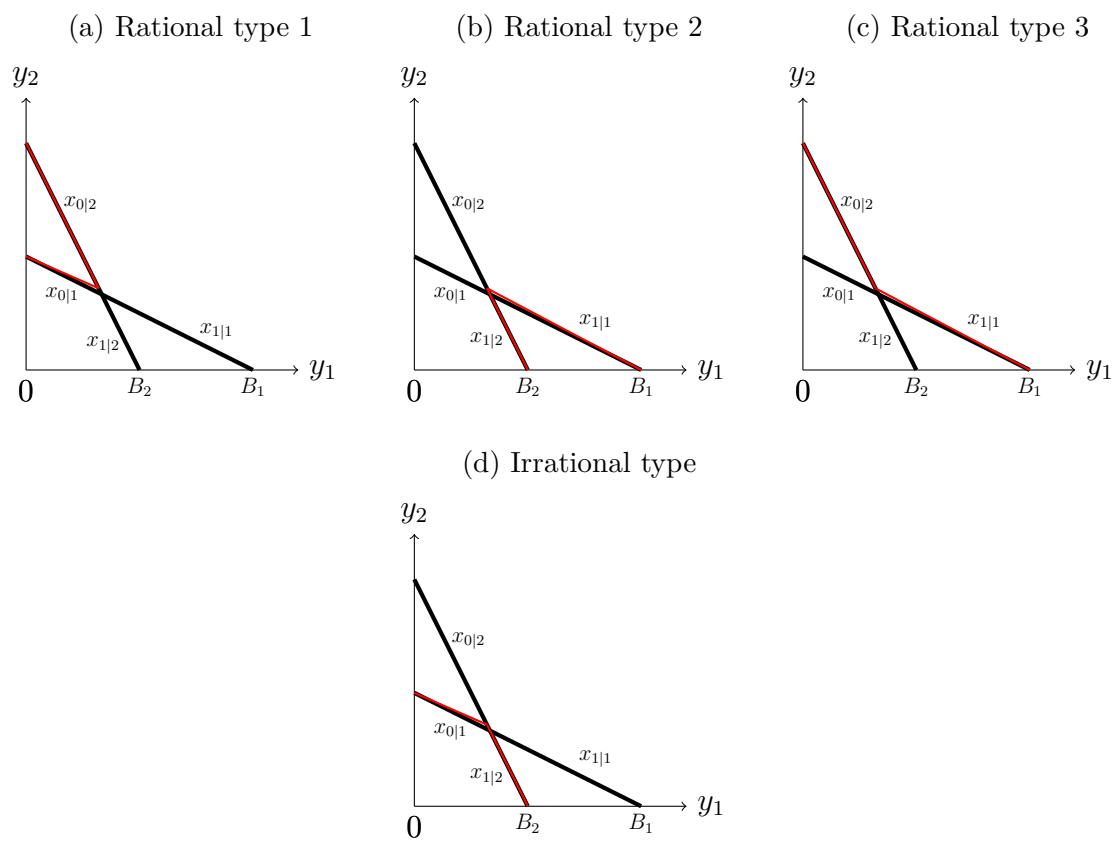 (a) Rational type 1
(b) Rational type 2
(c) Rational type 3
y₂
y₂
y₂
x₀|₂
x₀|₂
x₀|₂
x₀|₁
x₁|₁
x₁|₂
x₀|₁
x₁|₁
x₁|₂
x₀|₁
x₁|₁
x₁|₂
0
B₂
B₁
y₁
0
B₂
B₁
y₁
0
B₂
B₁
y₁
(d) Irrational type
y₂
x₀|₂
x₀|₁
x₁|₁
x₁|₂
0
B₂
B₁
y₁